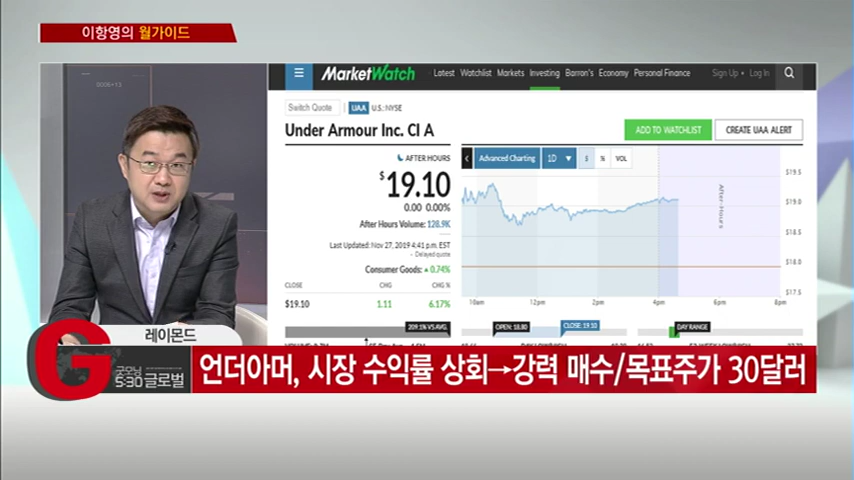 이항영의 월가이드
0005+13
MarketWatch
Latest Watchlist Markets Investing Barron's Economy Personal Finance Sign Up Log In
Switch Quote UAA U.S.: NYSE
Under Armour Inc. Cl A
ADD TO WATCHLIST
CREATE UAA ALERT
AFTER HOURS
$19.10
0.00 0.00%
After Hours Volume: 128.9K
Last Updated: Nov 27, 2019 4:41 p.m. EST
Delayed quote
Consumer Goods: 0.74%
CLOSE CHG CHG %
$19.10 1.11 6.17%
Advanced Charting 1D $ % VOL
After-Hours
$19.5
$19.0
$18.5
$18.0
$17.5
10am 12pm 2pm 4pm 6pm 8pm
209.1% VS AVG.
OPEN: 18.80
CLOSE: 19.10
DAY RANGE
레이몬드
G
굿모닝
5:30 글로벌
언더아머, 시장 수익률 상회→강력 매수/목표주가 30달러